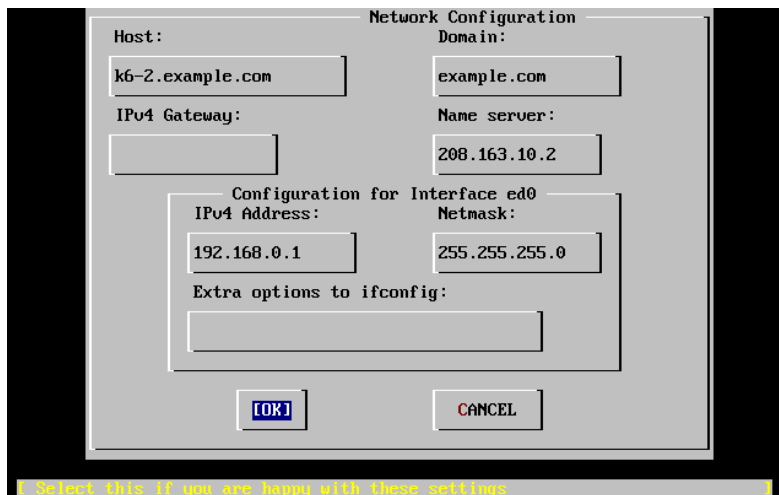 Network Configuration
Host: Domain:
k6-2.example.com example.com
IPv4 Gateway: Name server:
208.163.10.2
Configuration for Interface ed0
IPv4 Address: Netmask:
192.168.0.1 255.255.255.0
Extra options to ifconfig:
[OK] CANCEL
[ Select this if you are happy with these settings ]